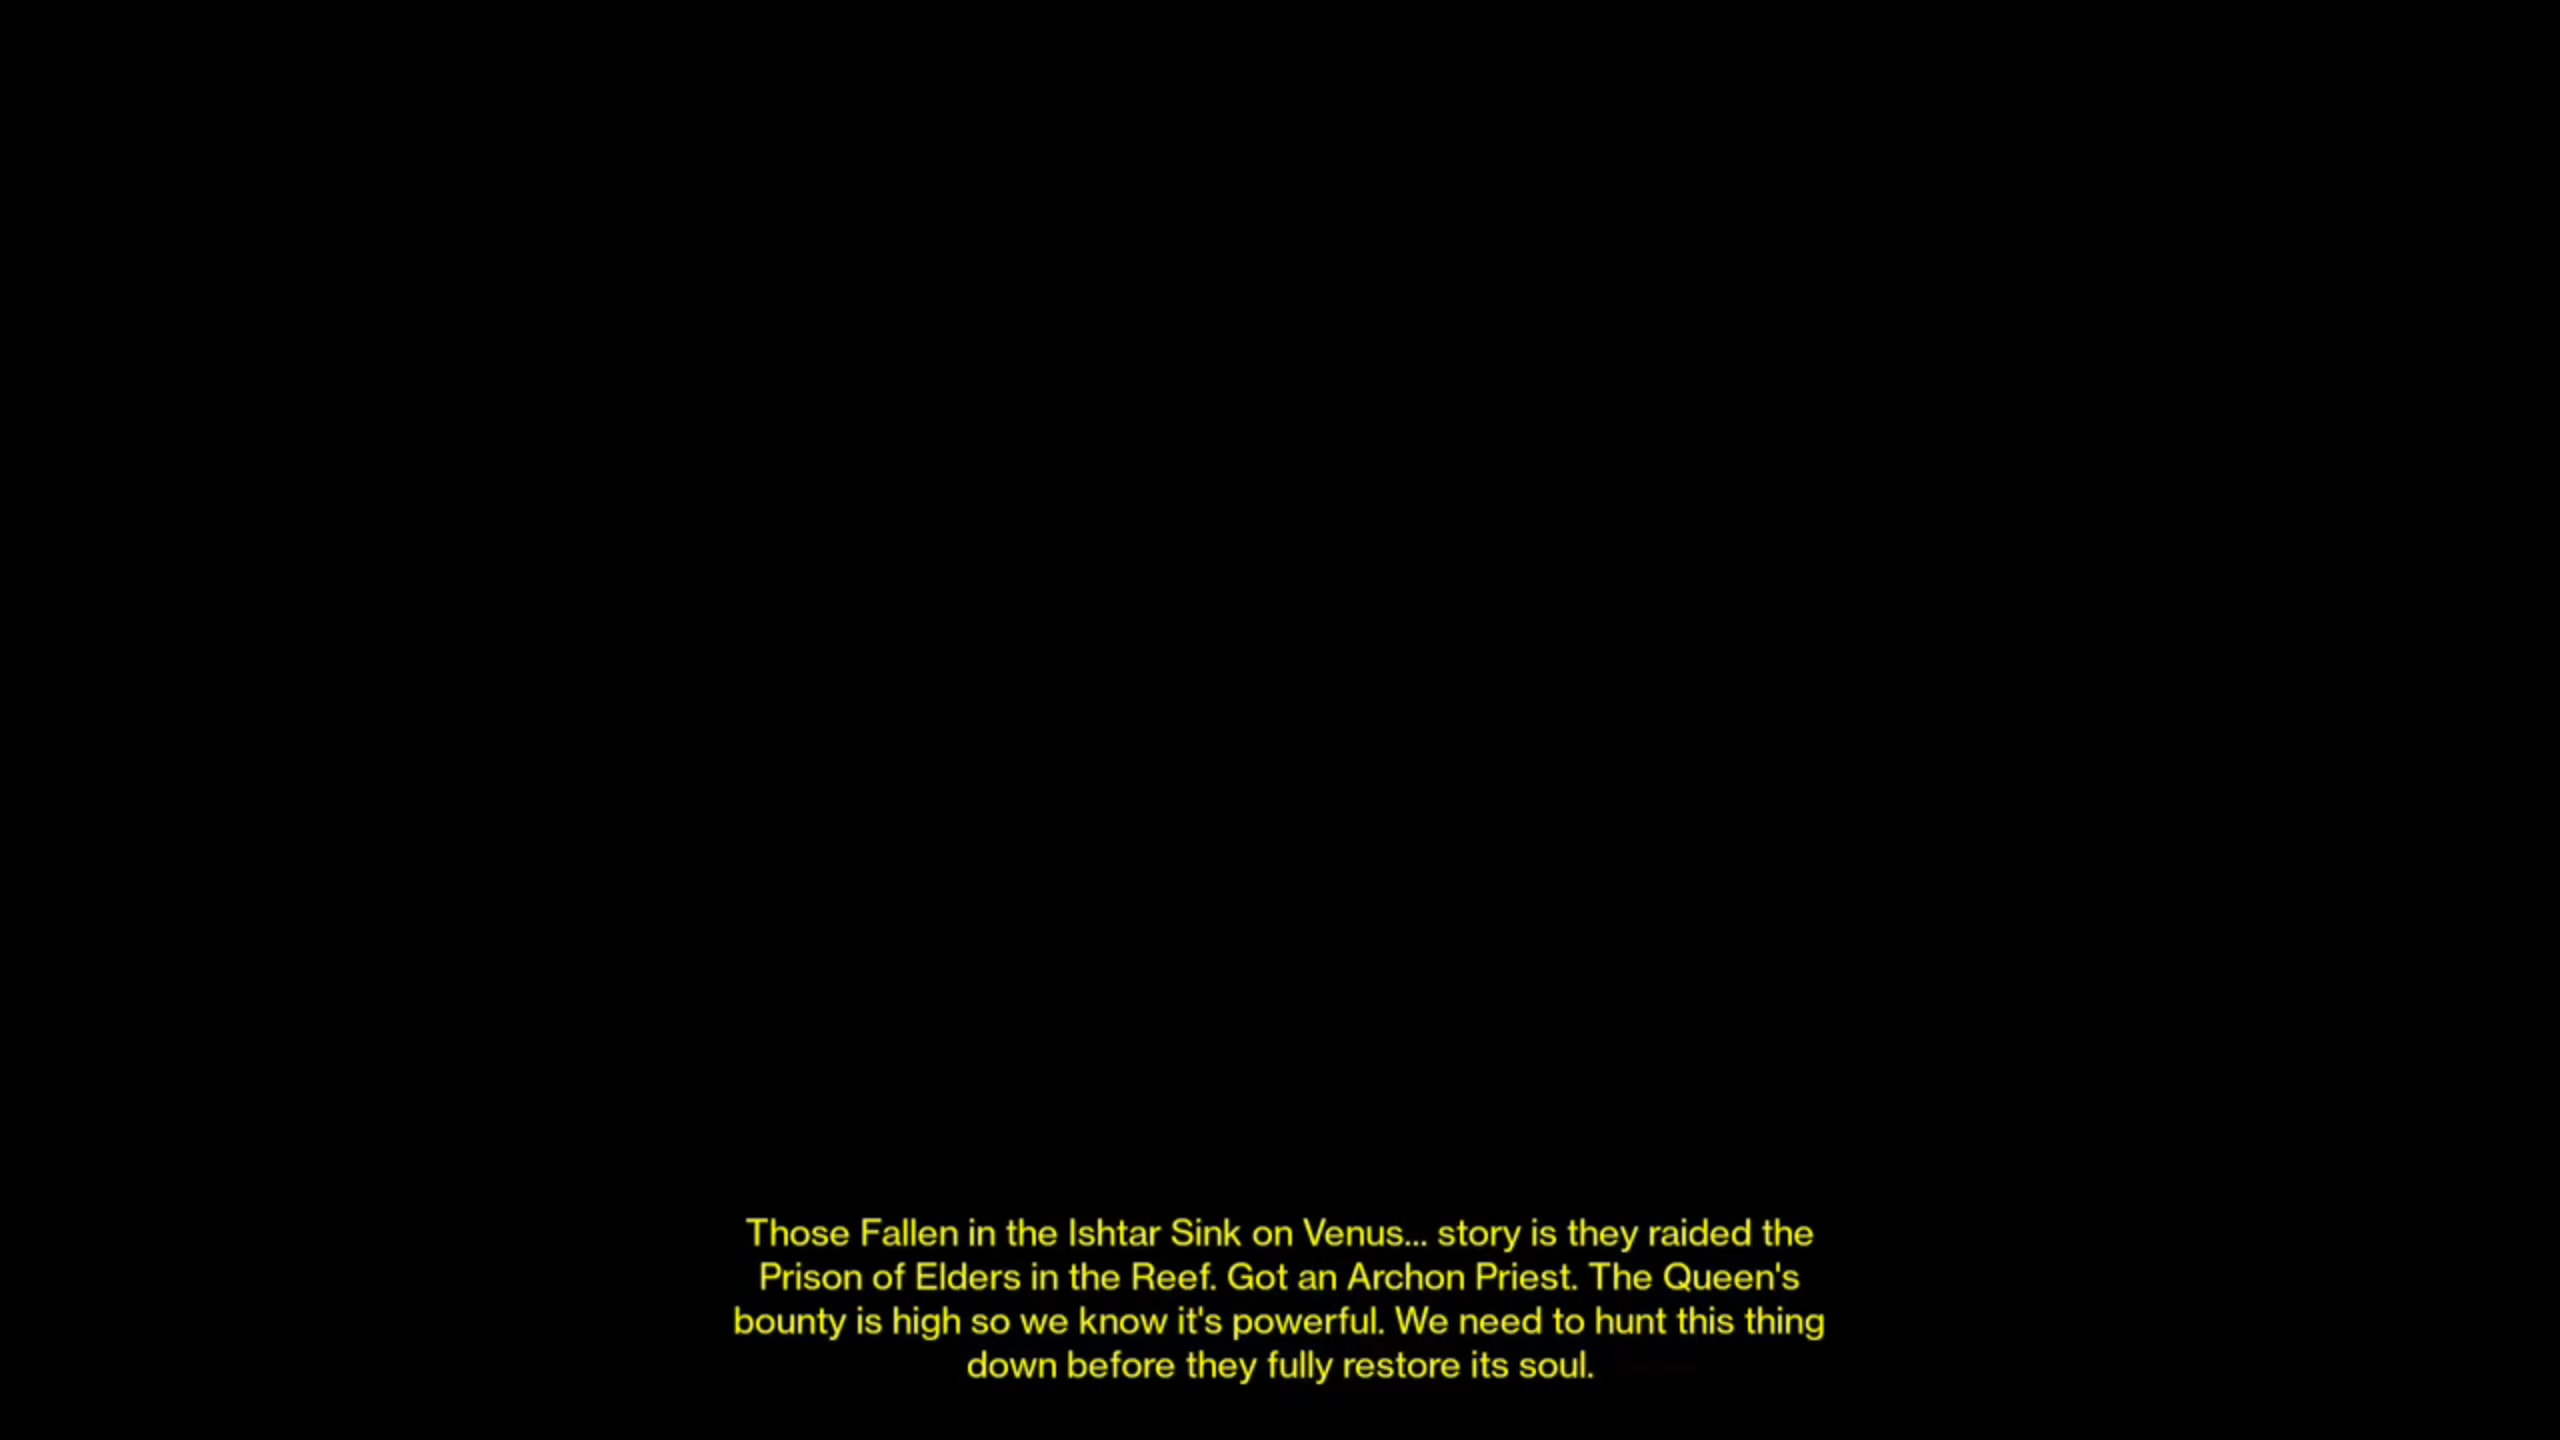 Those Fallen in the Ishtar Sink on Venus... story is they raided the
Prison of Elders in the Reef. Got an Archon Priest. The Queen's
bounty is high so we know it's powerful. We need to hunt this thing
down before they fully restore its soul.